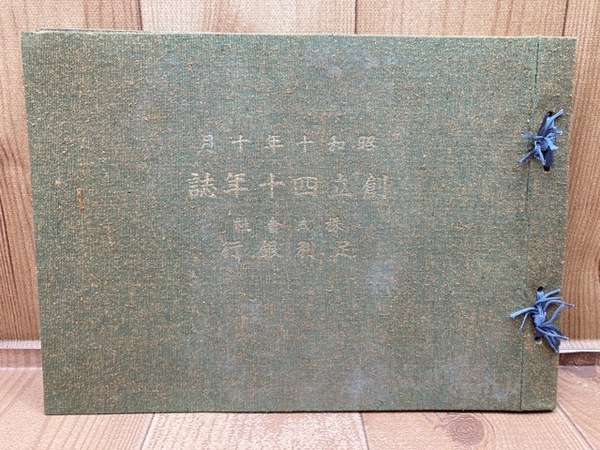 昭和十年十月
創立四十年誌
株式会社
足利銀行